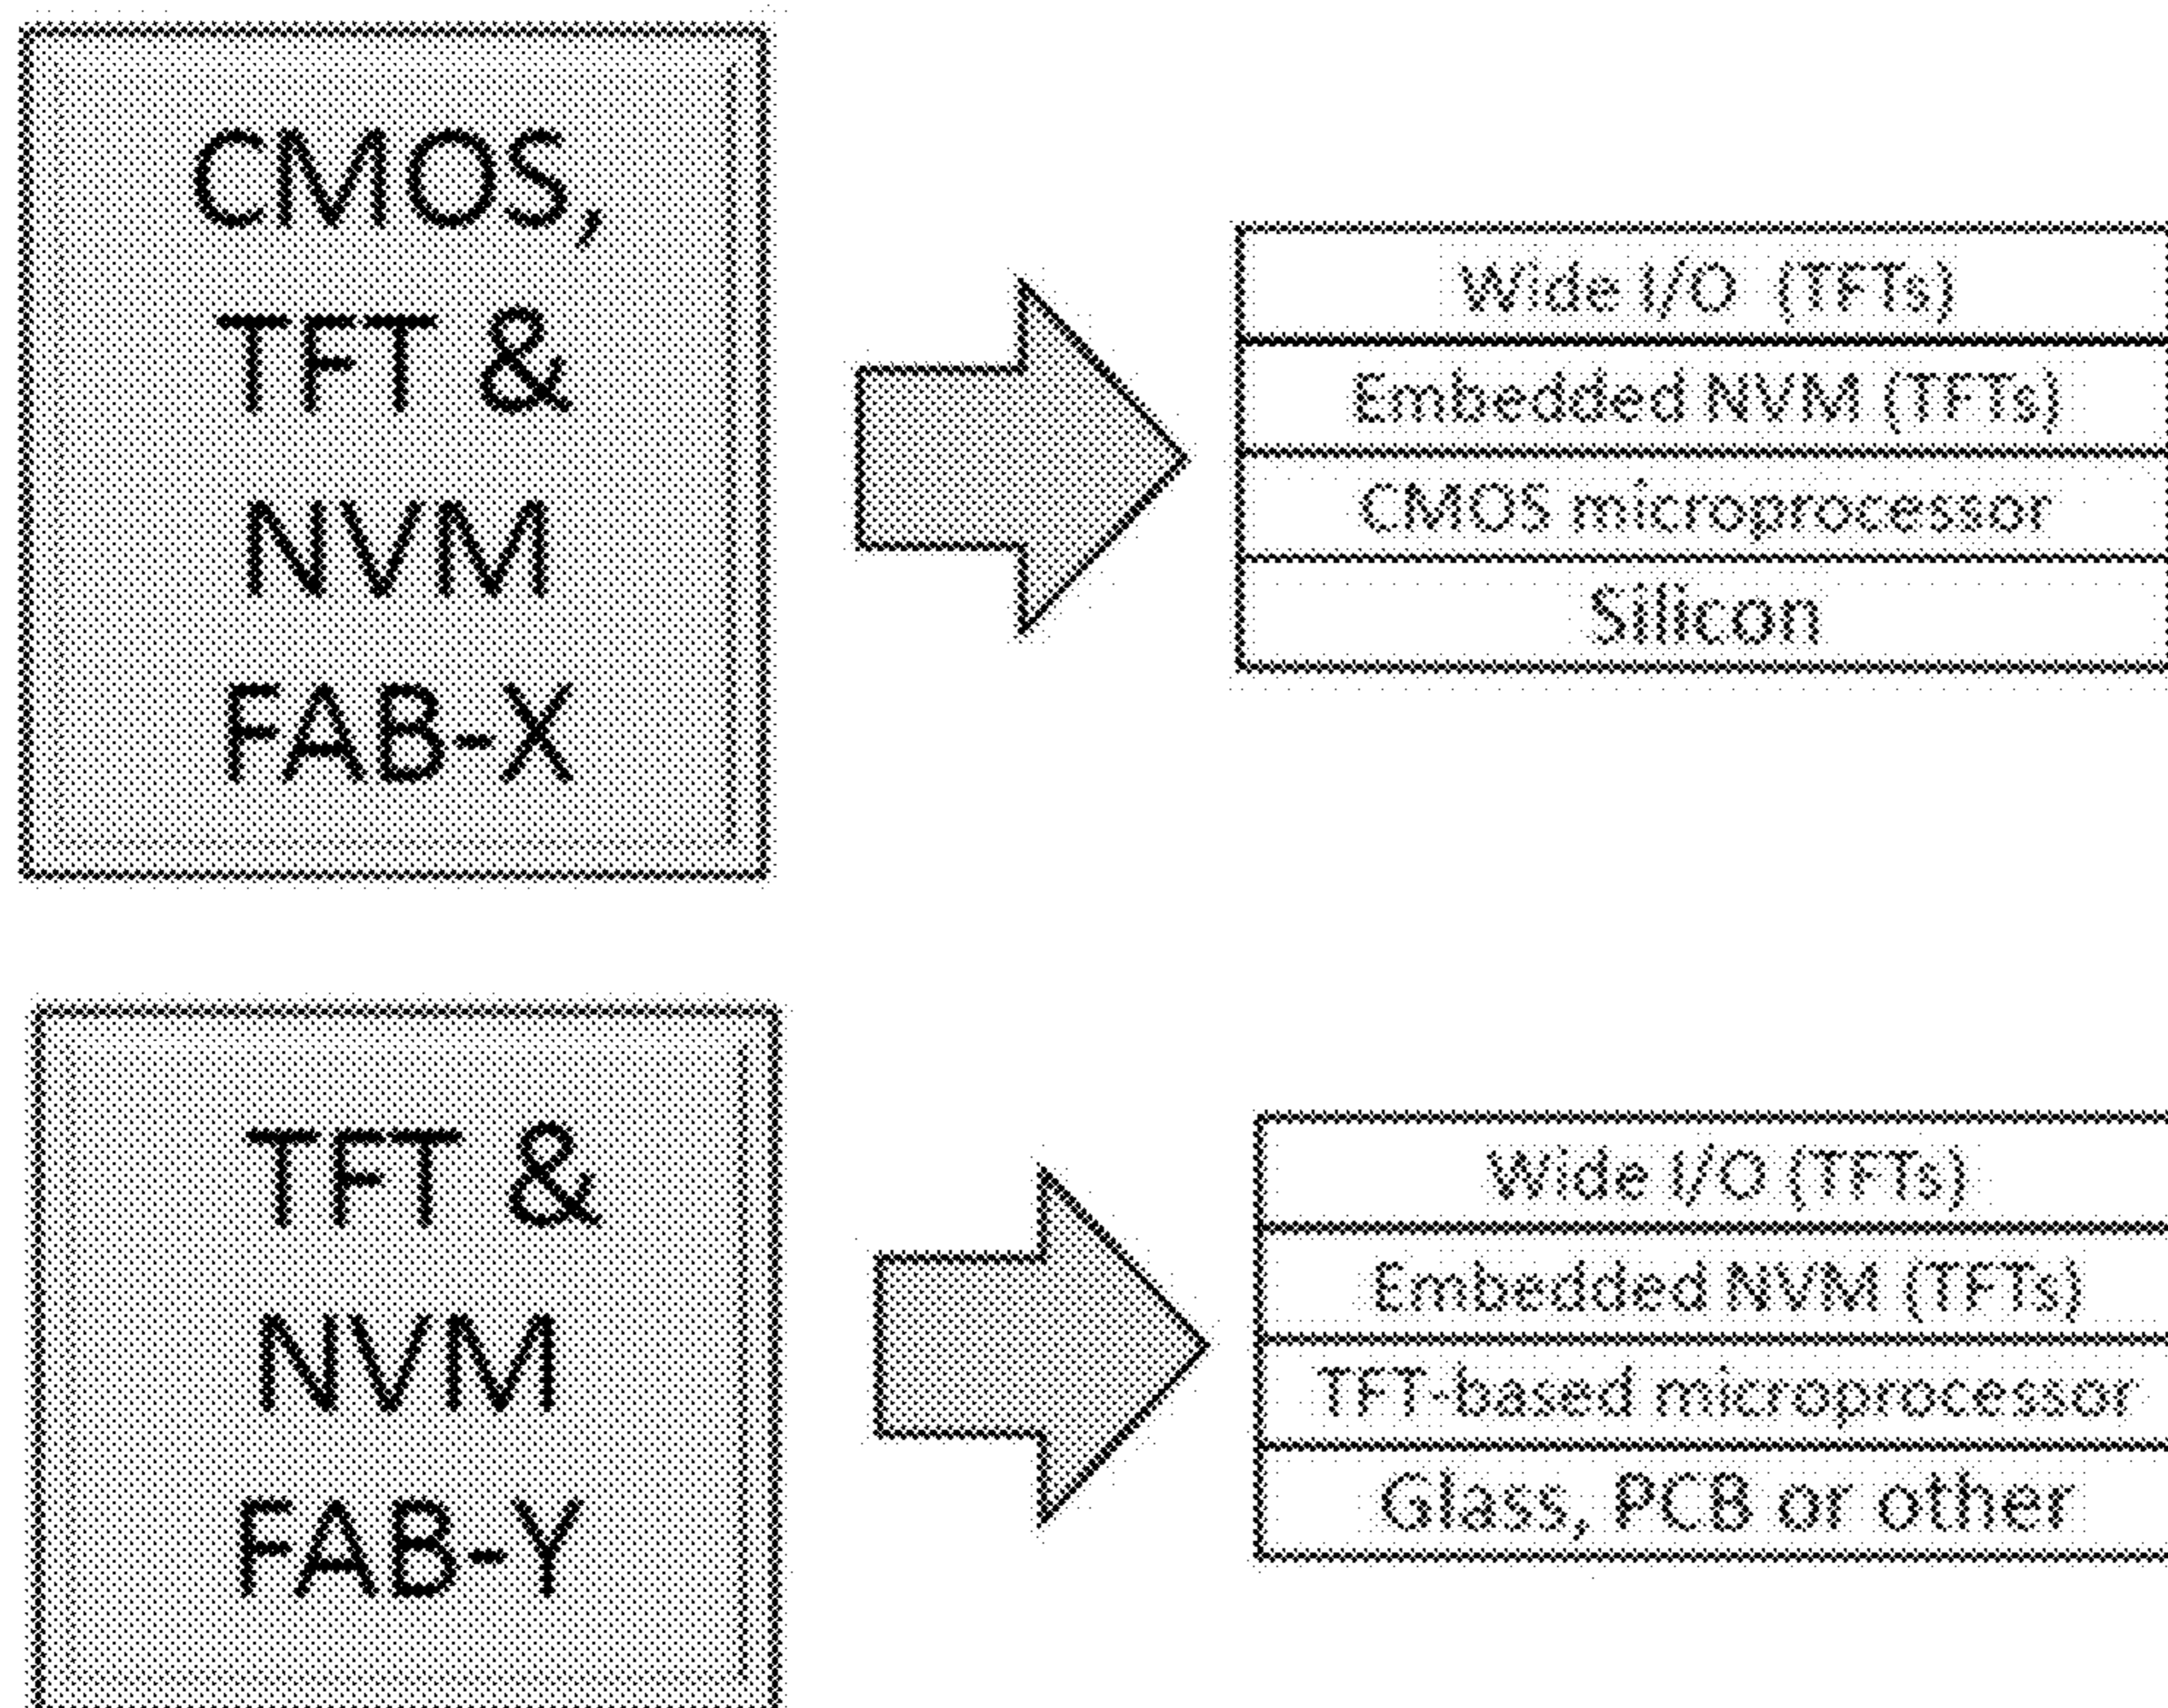 CMOS,
TFT &
NVM
FAB-X
Wide I/O (TFTs)
Embedded NVM (TFTs)
CMOS microprocessor
Silicon
TFT &
NVM
FAB-Y
Wide I/O (TFTs)
Embedded NVM (TFTs)
TFT-based microprocessor
Glass, PCB or other